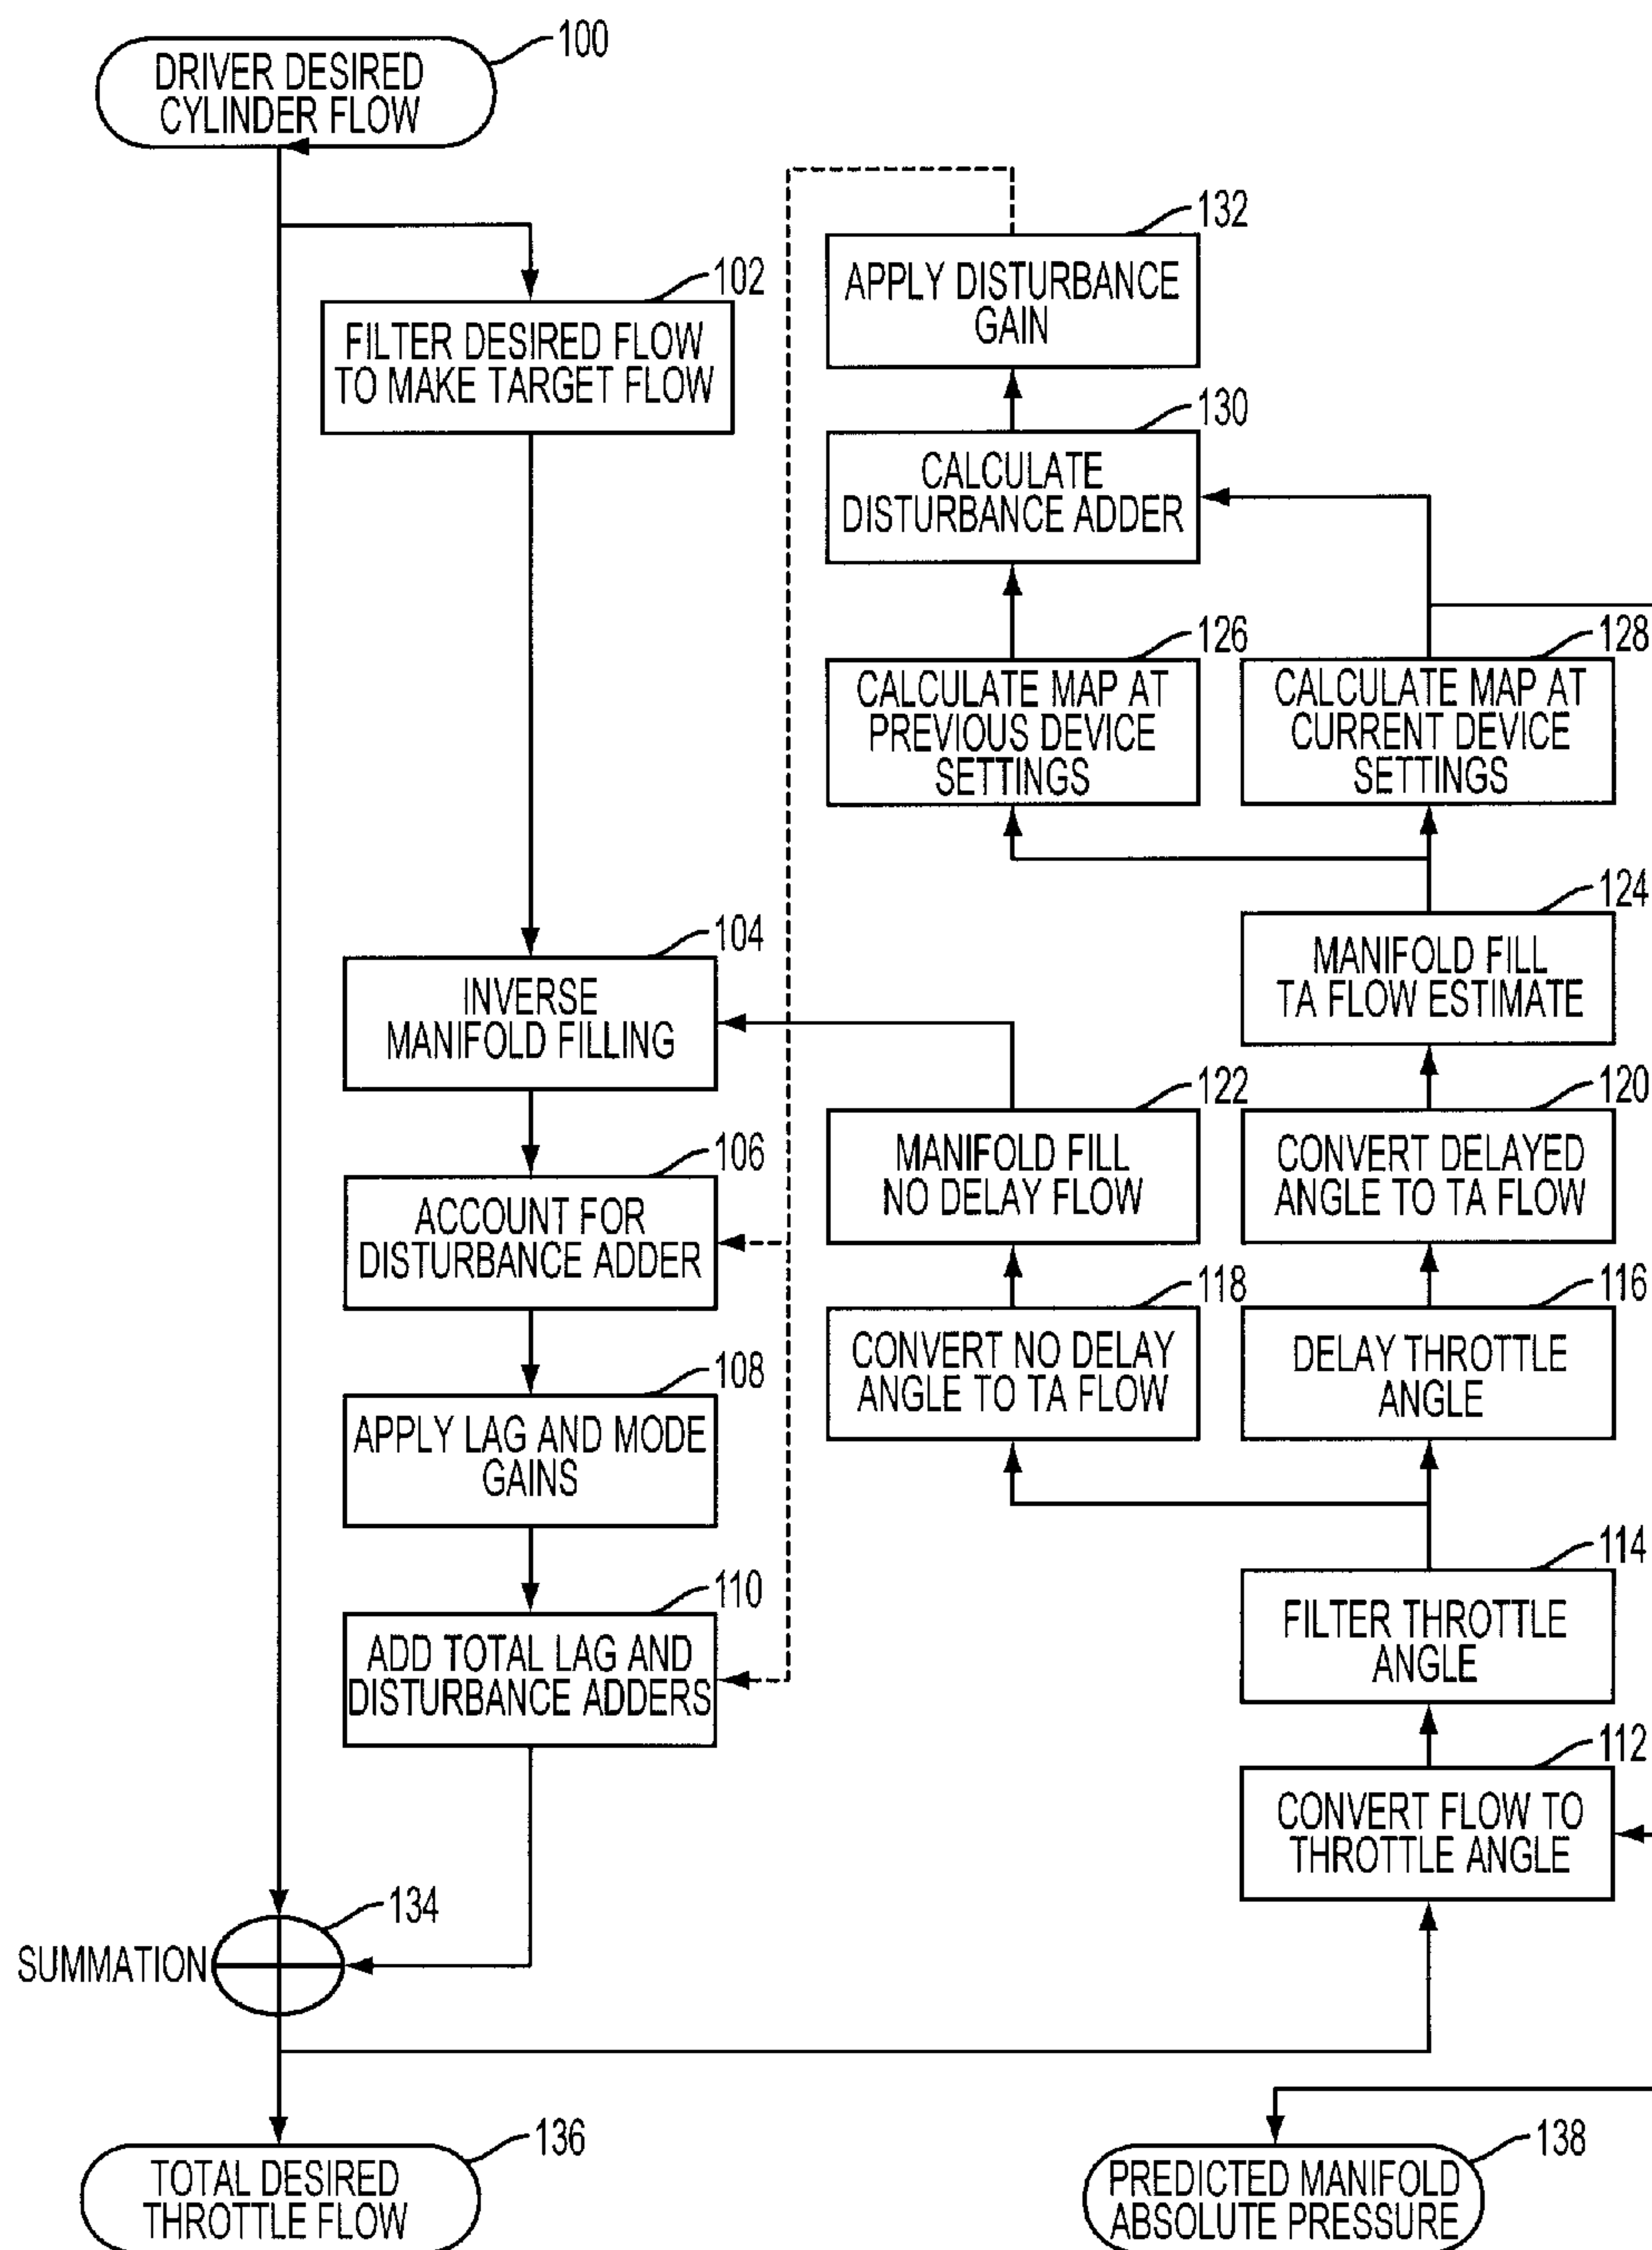 100
DRIVER DESIRED
CYLINDER FLOW
102
FILTER DESIRED FLOW
TO MAKE TARGET FLOW
132
APPLY DISTURBANCE
GAIN
130
CALCULATE
DISTURBANCE ADDER
126
CALCULATE MAP AT
PREVIOUS DEVICE
SETTINGS
128
CALCULATE MAP AT
CURRENT DEVICE
SETTINGS
124
MANIFOLD FILL
TA FLOW ESTIMATE
104
INVERSE
MANIFOLD FILLING
122
MANIFOLD FILL
NO DELAY FLOW
120
CONVERT DELAYED
ANGLE TO TA FLOW
106
ACCOUNT FOR
DISTURBANCE ADDER
118
CONVERT NO DELAY
ANGLE TO TA FLOW
116
DELAY THROTTLE
ANGLE
108
APPLY LAG AND MODE
GAINS
114
FILTER THROTTLE
ANGLE
110
ADD TOTAL LAG AND
DISTURBANCE ADDERS
112
CONVERT FLOW TO
THROTTLE ANGLE
134
SUMMATION
136
TOTAL DESIRED
THROTTLE FLOW
138
PREDICTED MANIFOLD
ABSOLUTE PRESSURE